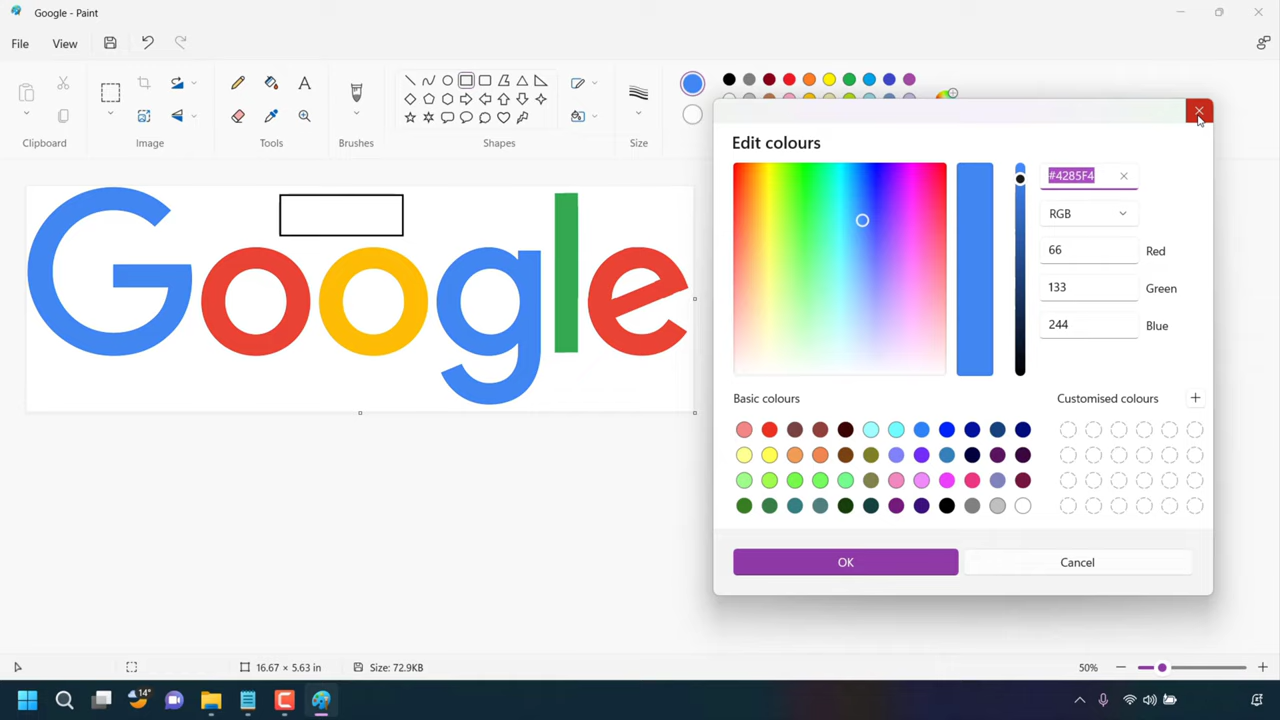 Google - Paint
File View
Clipboard
Image
Tools
A
Brushes
Shapes
Size
Edit colours
#4285F4
RGB
66 Red
133 Green
244 Blue
Google
Basic colours
Customised colours
OK
Cancel
16.67 × 5.63 in
Size: 72.9KB
50%
14°